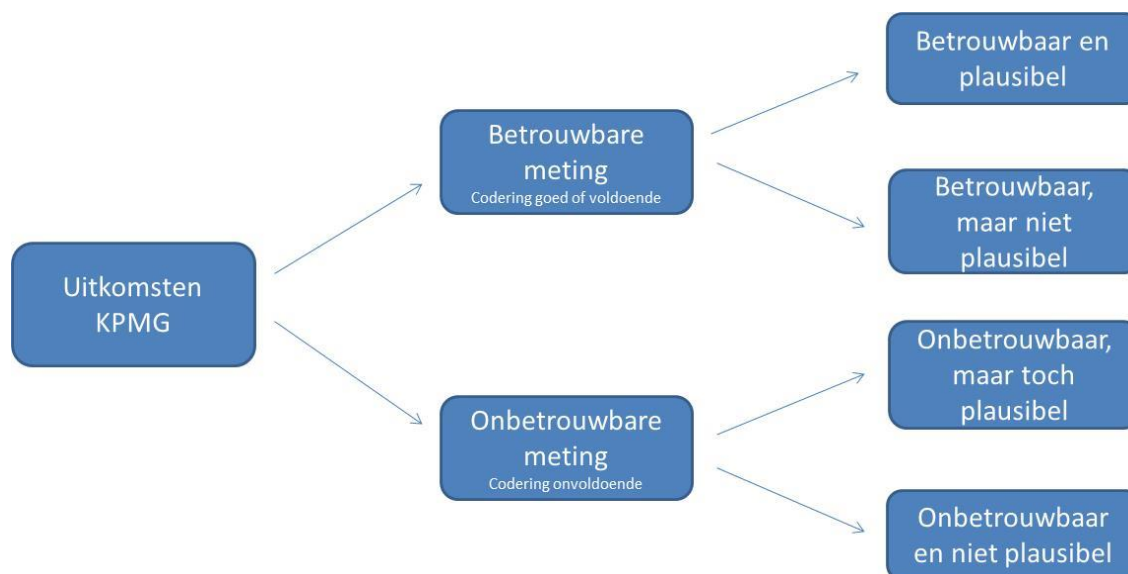 Uitkomsten
KPMG
Betrouwbare
meting
Codering goed of voldoende
Onbetrouwbare
meting
Codering onvoldoende
Betrouwbaar en
plausibel
Betrouwbaar,
maar niet
plausibel
Onbetrouwbaar,
maar toch
plausibel
Onbetrouwbaar
en niet plausibel